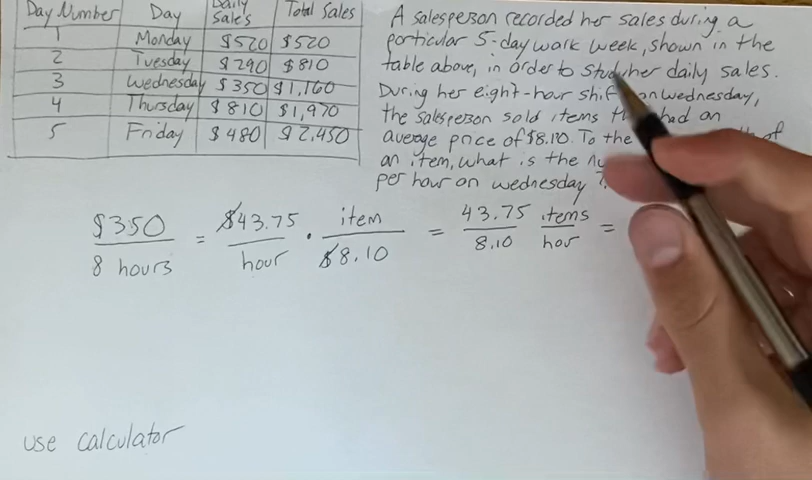 Day Number Day Daily Sales Total Sales
1 Monday $520 $520
2 Tuesday $290 $810
3 Wednesday $350 $1,160
4 Thursday $810 $1,970
5 Friday $480 $2,450
A salesperson recorded her sales during a
particular 5-day work week, shown in the
table above, in order to study her daily sales.
During her eight-hour on wednesday,
the salesperson sold items had an
average price of $8.10. To the of
an item, what is the
per hour on wednesday ?
$350 / 8 hours = $43.75 / hour · item / $8.10 = 43.75 / 8.10 items / hour =
use calculator